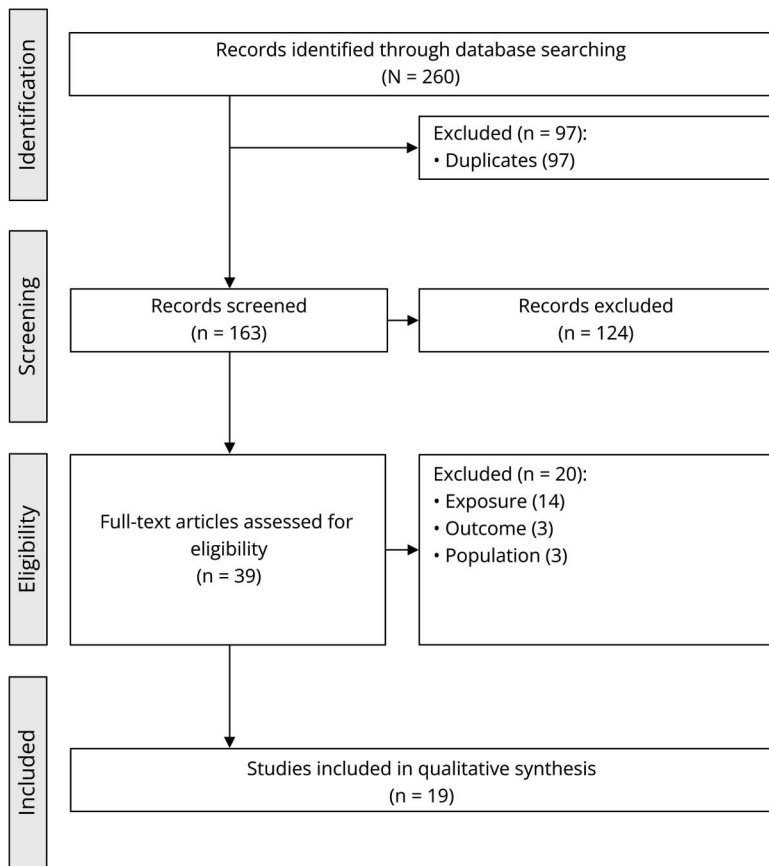 Identification
Records identified through database searching
(N = 260)
Excluded (n = 97):
• Duplicates (97)
Screening
Records screened
(n = 163)
Records excluded
(n = 124)
Eligibility
Full-text articles assessed for
eligibility
(n = 39)
Excluded (n = 20):
• Exposure (14)
• Outcome (3)
• Population (3)
Included
Studies included in qualitative synthesis
(n = 19)